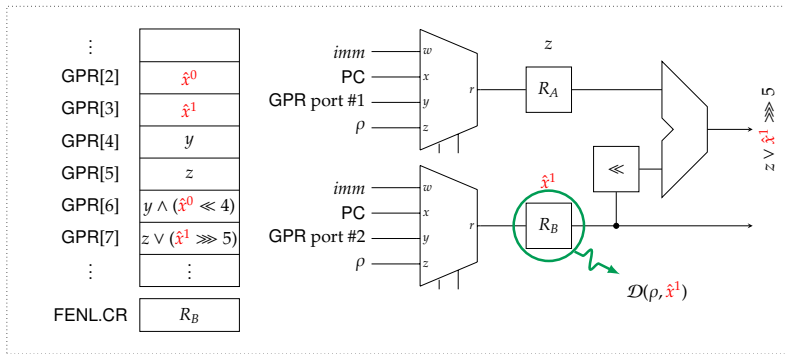 ⋮
GPR[2] x̂⁰
GPR[3] x̂¹
GPR[4] y
GPR[5] z
GPR[6] y ∧ (x̂⁰ ≪ 4)
GPR[7] z ∨ (x̂¹ ⋙ 5)
⋮ ⋮
FENL.CR R_B
imm w
PC x
GPR port #1 y
ρ z
r
z
R_A
imm w
PC x
GPR port #2 y
ρ z
r
x̂¹
R_B
≪
𝒟(ρ, x̂¹)
z ∨ x̂¹ ⋙ 5